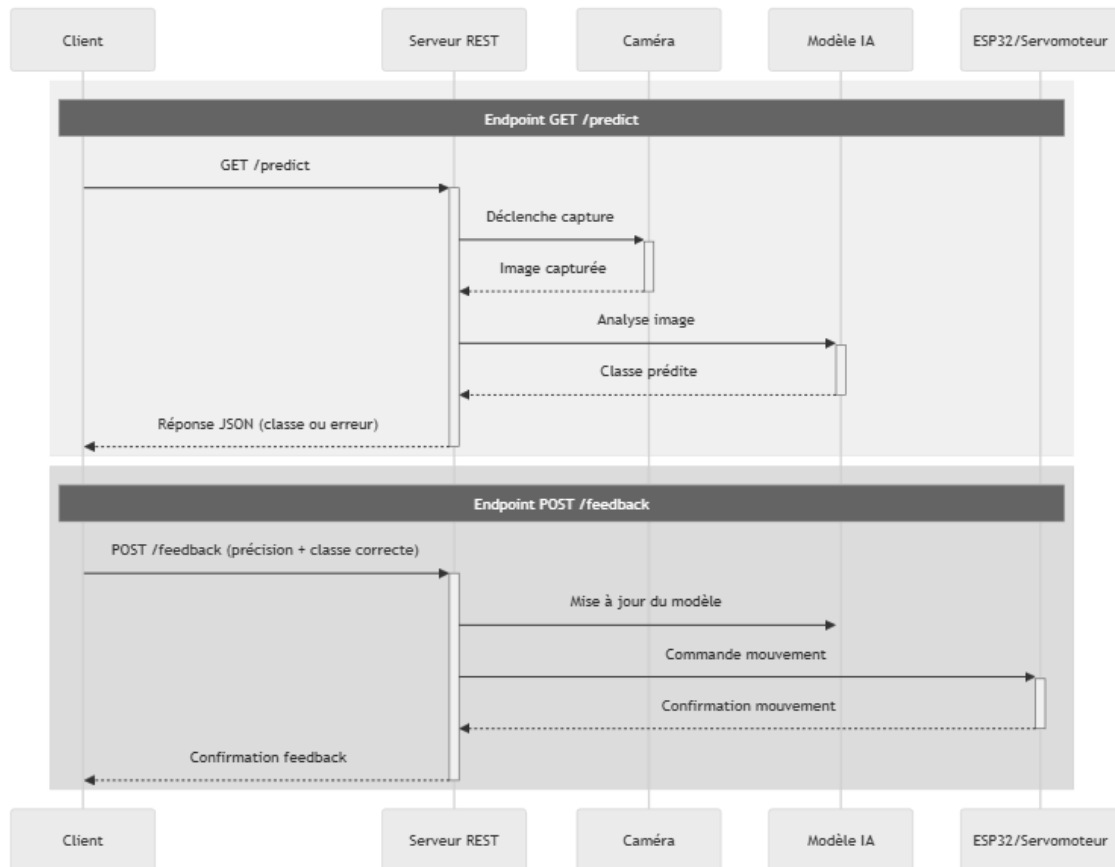 Client
Serveur REST
Caméra
Modèle IA
ESP32/Servomoteur
Endpoint GET /predict
GET /predict
Déclenche capture
Image capturée
Analyse image
Classe prédite
Réponse JSON (classe ou erreur)
Endpoint POST /feedback
POST /feedback (précision + classe correcte)
Mise à jour du modèle
Commande mouvement
Confirmation mouvement
Confirmation feedback
Client
Serveur REST
Caméra
Modèle IA
ESP32/Servomoteur